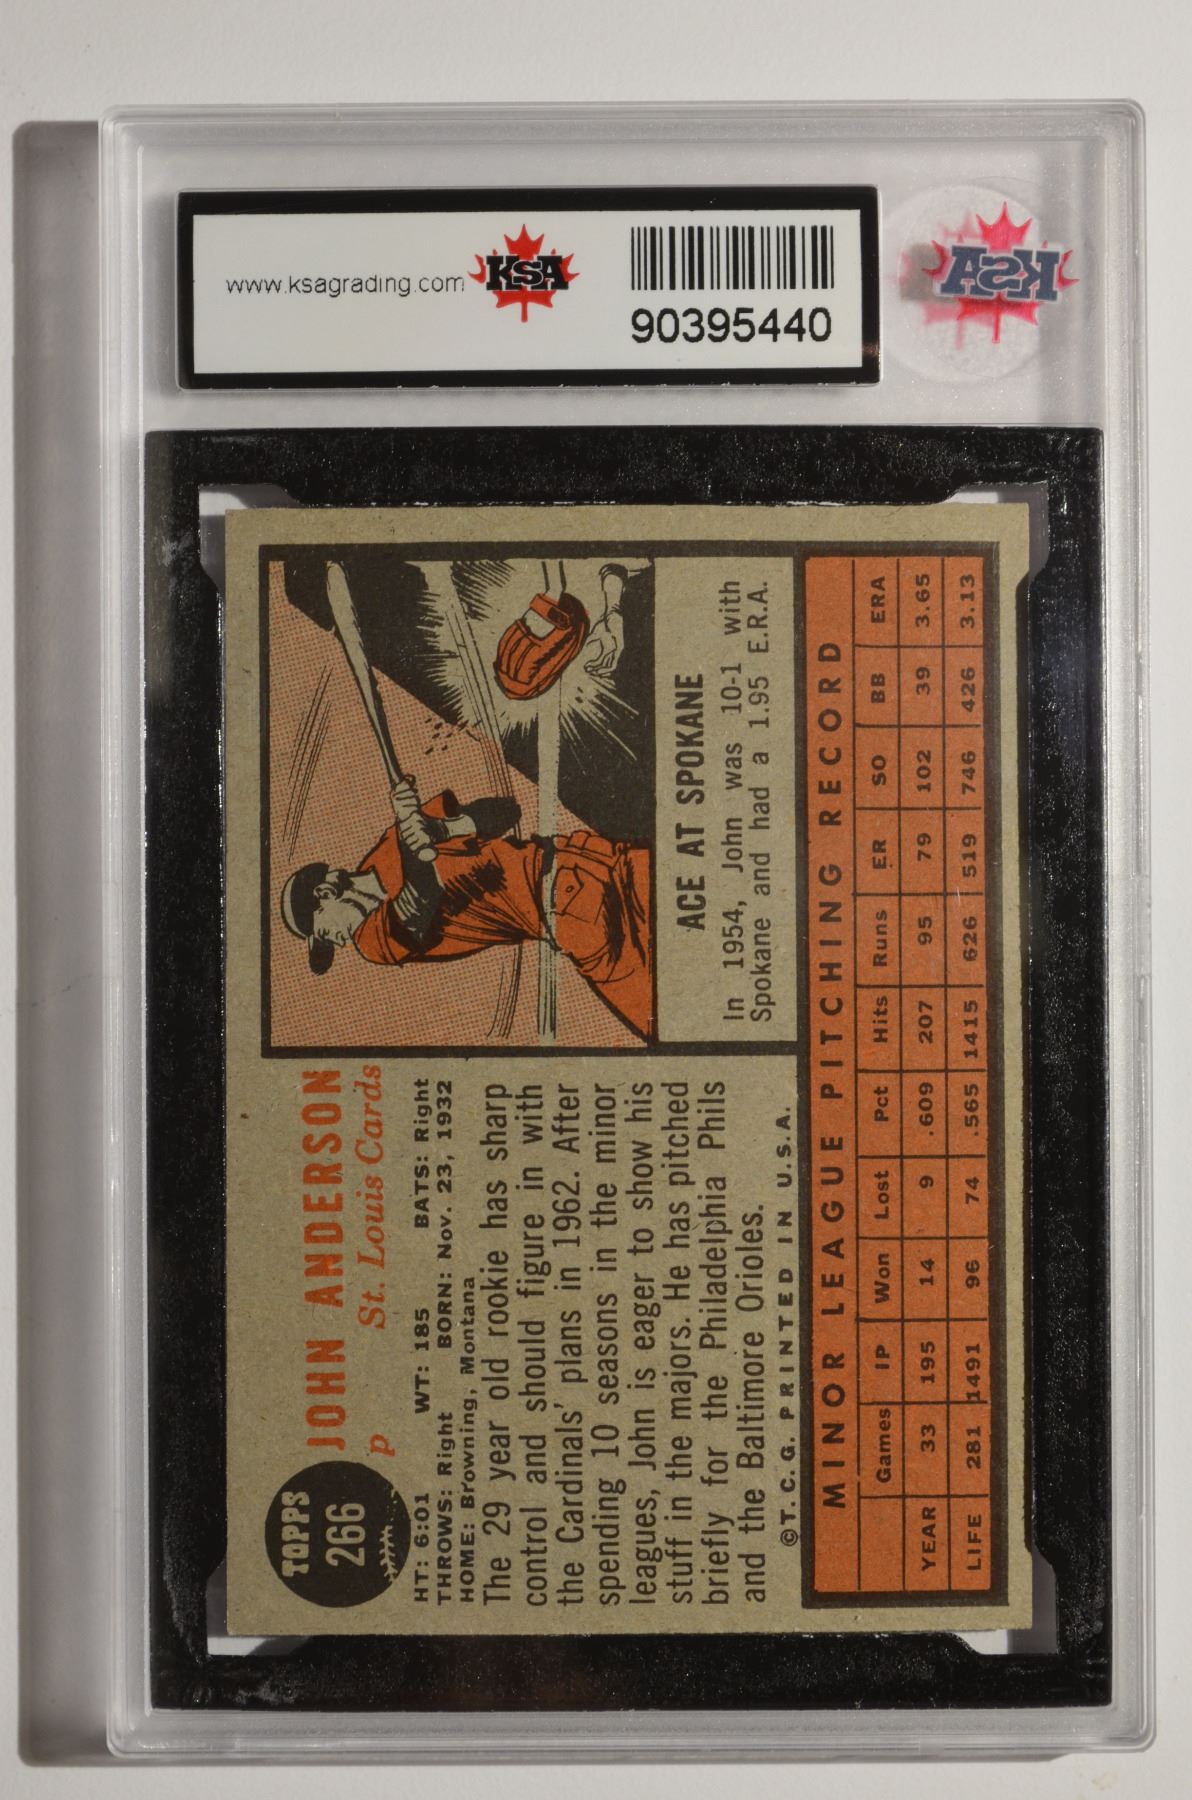 www.ksagrading.com
KSA
90395440
KSA
TOPPS
266
JOHN ANDERSON
P St. Louis Cards
HT: 6:01 WT: 185 BATS: Right
THROWS: Right BORN: Nov. 23, 1932
HOME: Browning, Montana
The 29 year old rookie has sharp
control and should figure in with
the Cardinals' plans in 1962. After
spending 10 seasons in the minor
leagues, John is eager to show his
stuff in the majors. He has pitched
briefly for the Philadelphia Phils
and the Baltimore Orioles.
©T.C.G. PRINTED IN U.S.A.
ACE AT SPOKANE
In 1954, John was 10-1 with
Spokane and had a 1.95 E.R.A.
MINOR LEAGUE PITCHING RECORD
Games IP Won Lost Pct Hits Runs ER SO BB ERA
YEAR 33 195 14 9 .609 207 95 79 102 39 3.65
LIFE 281 1491 96 74 .565 1415 626 519 746 426 3.13